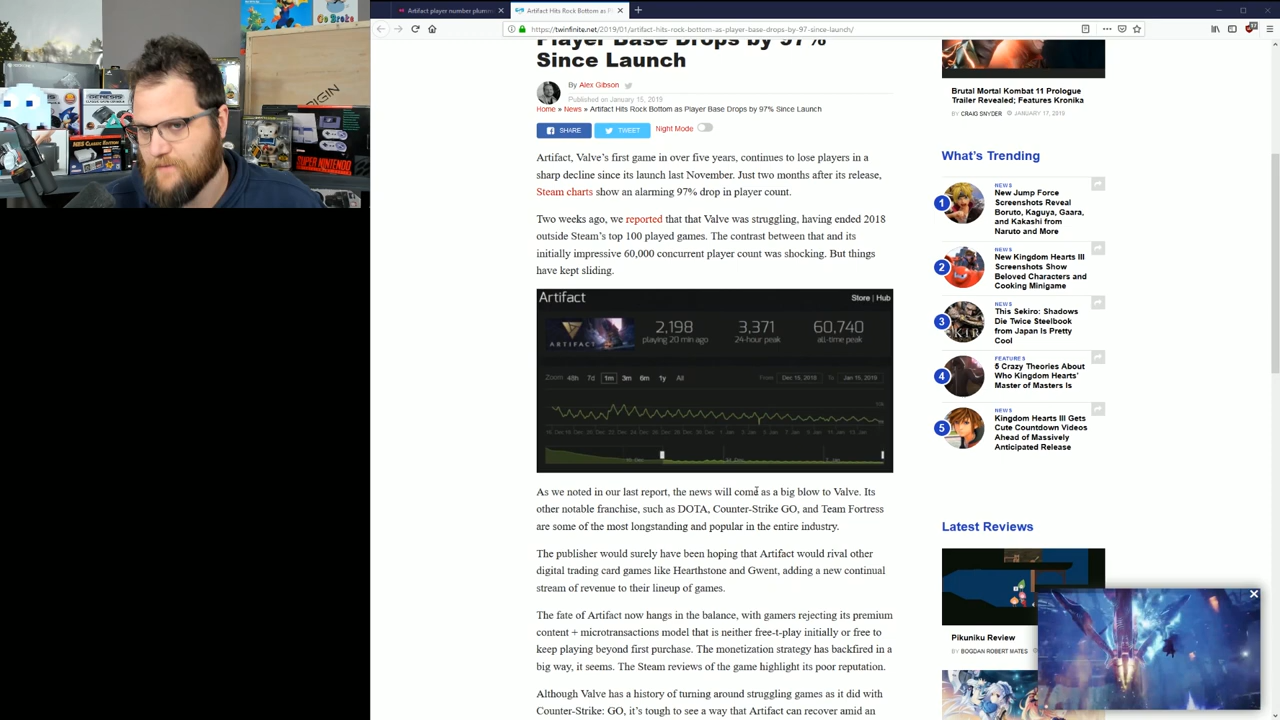 Artifact player number plumm
Artifact Hits Rock Bottom as Pl
https://twinfinite.net/2019/01/artifact-hits-rock-bottom-as-player-base-drops-by-97-since-launch/
Go Broke
GENESIS
NES Classic Edition
SUPER NINTENDO
Player Base Drops by 97%
Since Launch
By Alex Gibson
Published on January 15, 2019
Home » News » Artifact Hits Rock Bottom as Player Base Drops by 97% Since Launch
SHARE
TWEET
Night Mode
Artifact, Valve's first game in over five years, continues to lose players in a
sharp decline since its launch last November. Just two months after its release,
Steam charts show an alarming 97% drop in player count.
Two weeks ago, we reported that that Valve was struggling, having ended 2018
outside Steam's top 100 played games. The contrast between that and its
initially impressive 60,000 concurrent player count was shocking. But things
have kept sliding.
Artifact
Store | Hub
ARTIFACT
2,198
playing 20 min ago
3,371
24-hour peak
60,740
all-time peak
Zoom 48h 7d 1m 3m 6m 1y All
From Dec 15, 2018 To Jan 15, 2019
As we noted in our last report, the news will come as a big blow to Valve. Its
other notable franchise, such as DOTA, Counter-Strike GO, and Team Fortress
are some of the most longstanding and popular in the entire industry.
The publisher would surely have been hoping that Artifact would rival other
digital trading card games like Hearthstone and Gwent, adding a new continual
stream of revenue to their lineup of games.
The fate of Artifact now hangs in the balance, with gamers rejecting its premium
content + microtransactions model that is neither free-t-play initially or free to
keep playing beyond first purchase. The monetization strategy has backfired in a
big way, it seems. The Steam reviews of the game highlight its poor reputation.
Although Valve has a history of turning around struggling games as it did with
Counter-Strike: GO, it's tough to see a way that Artifact can recover amid an
Brutal Mortal Kombat 11 Prologue
Trailer Revealed; Features Kronika
BY CRAIG SNYDER JANUARY 17, 2019
What's Trending
1
NEWS
New Jump Force
Screenshots Reveal
Boruto, Kaguya, Gaara,
and Kakashi from
Naruto and More
2
NEWS
New Kingdom Hearts III
Screenshots Show
Beloved Characters and
Cooking Minigame
3
NEWS
This Sekiro: Shadows
Die Twice Steelbook
from Japan Is Pretty
Cool
4
FEATURES
5 Crazy Theories About
Who Kingdom Hearts'
Master of Masters Is
5
NEWS
Kingdom Hearts III Gets
Cute Countdown Videos
Ahead of Massively
Anticipated Release
Latest Reviews
Pikuniku Review
BY BOGDAN ROBERT MATES